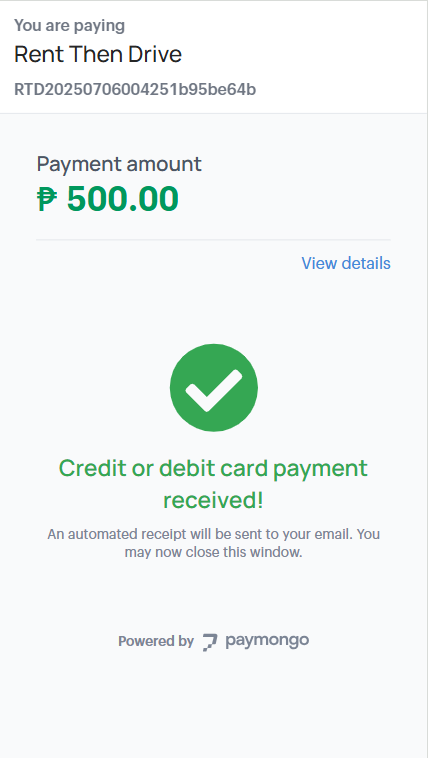 You are paying
Rent Then Drive
RTD20250706004251b95be64b
Payment amount
₱ 500.00
View details
Credit or debit card payment
received!
An automated receipt will be sent to your email. You
may now close this window.
Powered by paymongo